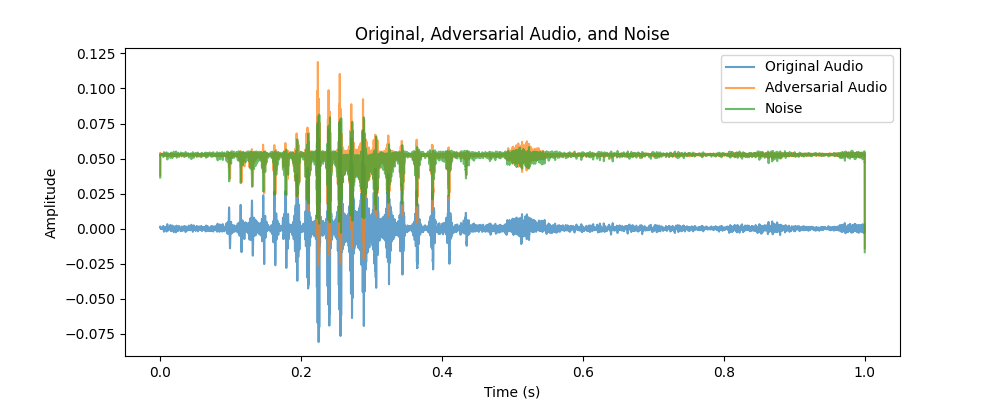 Original, Adversarial Audio, and Noise
Original Audio
Adversarial Audio
Noise
0.125
0.100
0.075
0.050
0.025
0.000
−0.025
−0.050
−0.075
Amplitude
0.0 0.2 0.4 0.6 0.8 1.0
Time (s)